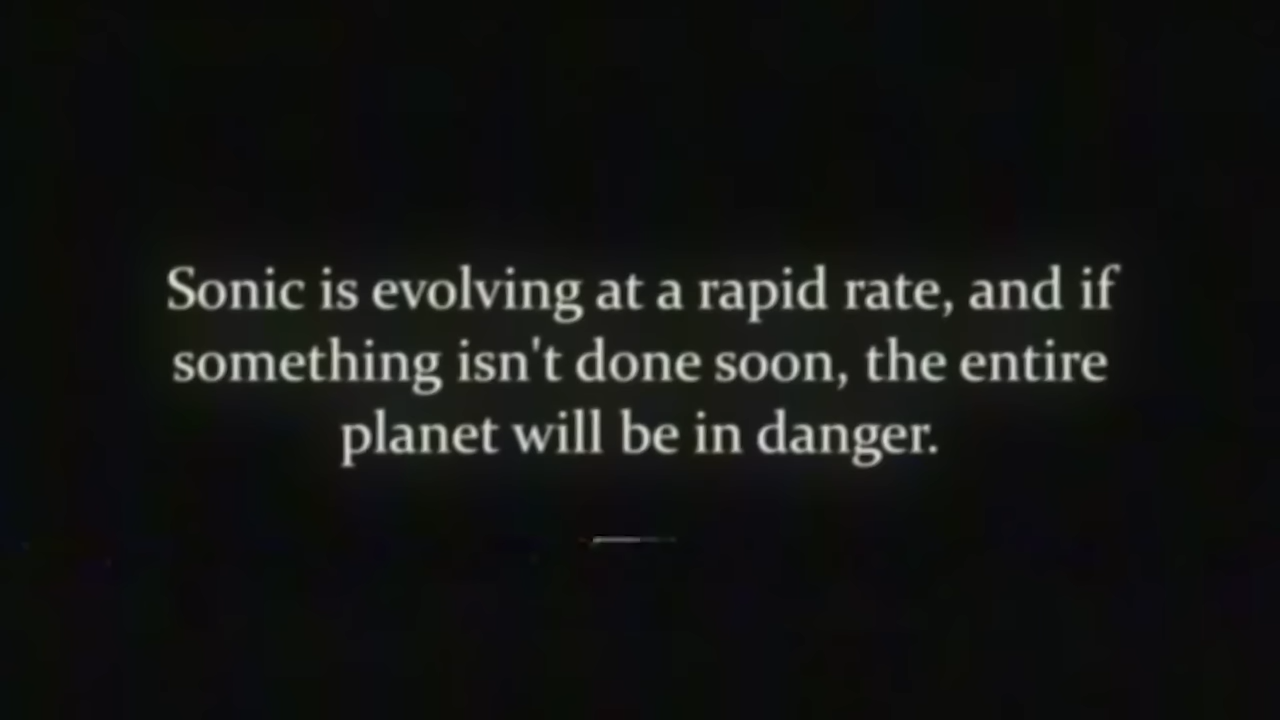 Sonic is evolving at a rapid rate, and if
something isn't done soon, the entire
planet will be in danger.